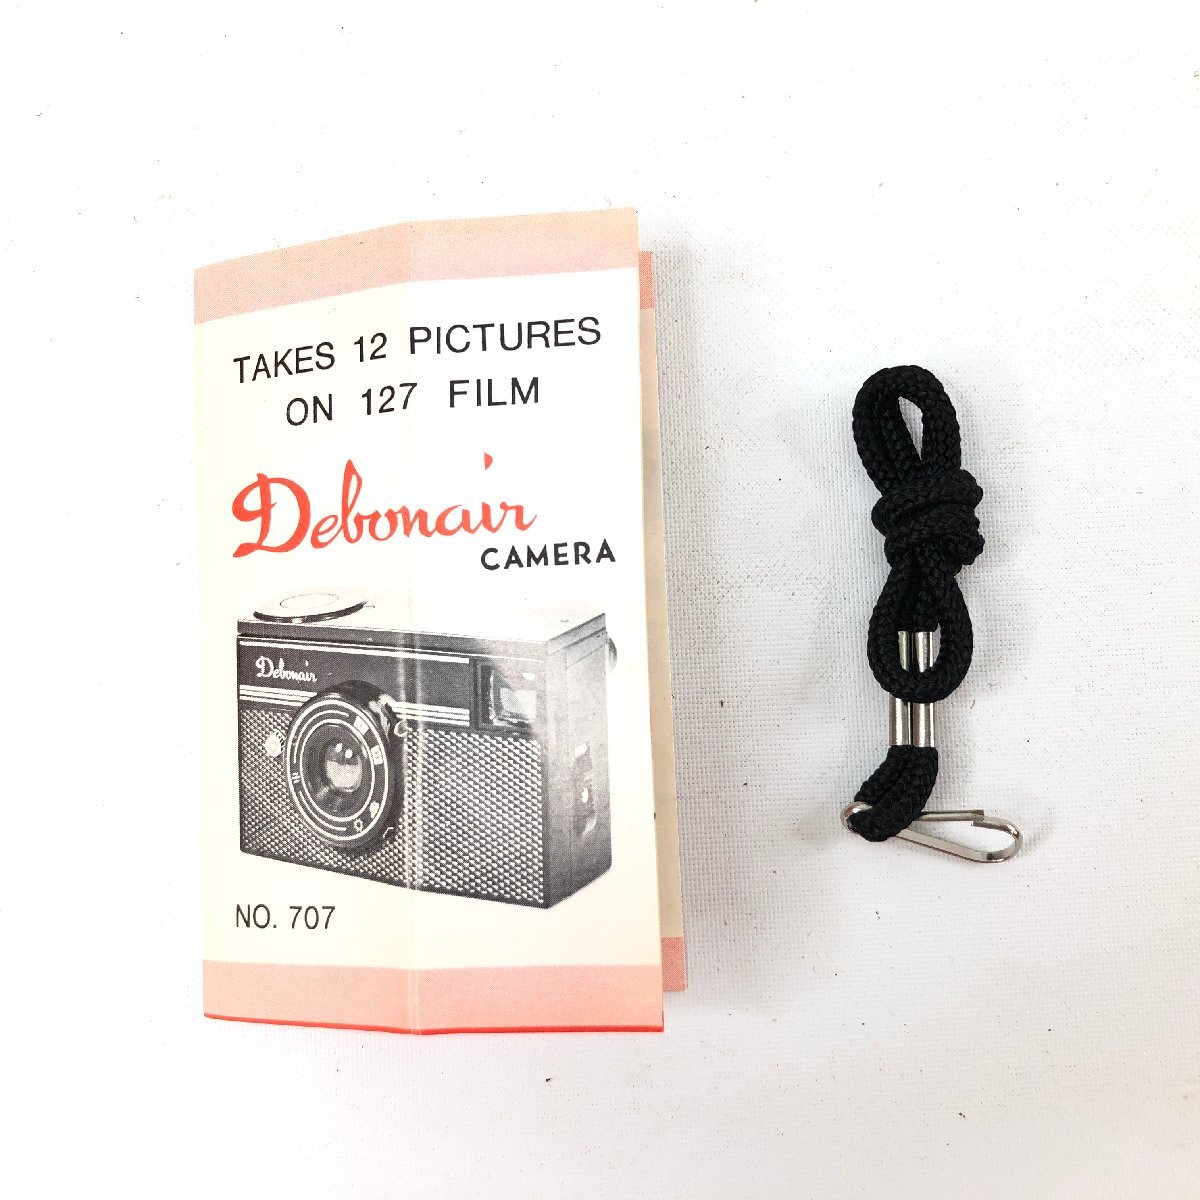 TAKES 12 PICTURES
ON 127 FILM
Debonair
CAMERA
Debonair
NO. 707